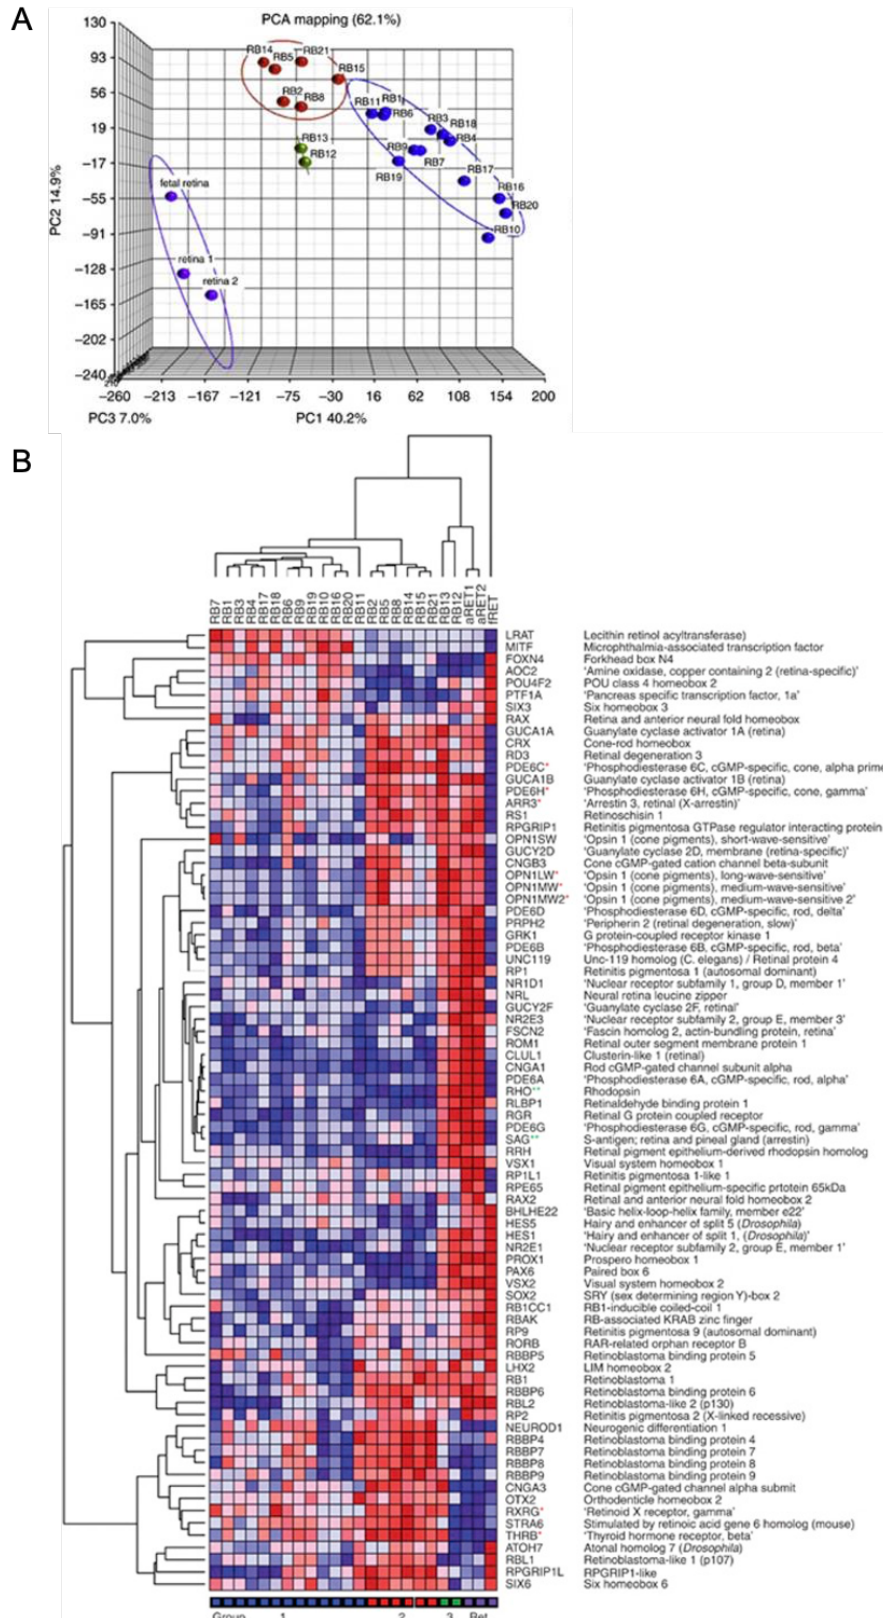 A
PCA mapping (62.1%)
130
93
56
19
−17
−55
−91
−128
−165
−202
−240
PC2 14.9%
RB14
RB5
RB21
RB15
RB2
RB8
RB13
RB12
RB11
RB1
RB6
RB3
RB18
RB4
RB9
RB7
RB19
RB17
RB16
RB20
RB10
fetal retina
retina 1
retina 2
−260 −213 −167 −121 −75 −30 16 62 108 154 200
PC3 7.0% PC1 40.2%
B
RB7 RB1 RB3 RB4 RB17 RB18 RB6 RB9 RB19 RB10 RB16 RB20 RB11 RB2 RB5 RB8 RB14 RB15 RB21 RB13 RB12 aRET1 aRET2 fRET
LRAT Lecithin retinol acyltransferase)
MITF Microphthalmia-associated transcription factor
FOXN4 Forkhead box N4
AOC2 'Amine oxidase, copper containing 2 (retina-specific)'
POU4F2 POU class 4 homeobox 2
PTF1A 'Pancreas specific transcription factor, 1a'
SIX3 Six homeobox 3
RAX Retina and anterior neural fold homeobox
GUCA1A Guanylate cyclase activator 1A (retina)
CRX Cone-rod homeobox
RD3 Retinal degeneration 3
PDE6C* 'Phosphodiesterase 6C, cGMP-specific, cone, alpha prime
GUCA1B Guanylate cyclase activator 1B (retina)
PDE6H* 'Phosphodiesterase 6H, cGMP-specific, cone, gamma'
ARR3* 'Arrestin 3, retinal (X-arrestin)'
RS1 Retinoschisin 1
RPGRIP1 Retinitis pigmentosa GTPase regulator interacting protein
OPN1SW 'Opsin 1 (cone pigments), short-wave-sensitive'
GUCY2D 'Guanylate cyclase 2D, membrane (retina-specific)'
CNGB3 Cone cGMP-gated cation channel beta-subunit
OPN1LW* 'Opsin 1 (cone pigments), long-wave-sensitive'
OPN1MW* 'Opsin 1 (cone pigments), medium-wave-sensitive'
OPN1MW2* 'Opsin 1 (cone pigments), medium-wave-sensitive 2'
PDE6D 'Phosphodiesterase 6D, cGMP-specific, rod, delta'
PRPH2 'Peripherin 2 (retinal degeneration, slow)'
GRK1 G protein-coupled receptor kinase 1
PDE6B 'Phosphodiesterase 6B, cGMP-specific, rod, beta'
UNC119 Unc-119 homolog (C. elegans) / Retinal protein 4
RP1 Retinitis pigmentosa 1 (autosomal dominant)
NR1D1 'Nuclear receptor subfamily 1, group D, member 1'
NRL Neural retina leucine zipper
GUCY2F 'Guanylate cyclase 2F, retinal'
NR2E3 'Nuclear receptor subfamily 2, group E, member 3'
FSCN2 'Fascin homolog 2, actin-bundling protein, retina'
ROM1 Retinal outer segment membrane protein 1
CLUL1 Clusterin-like 1 (retinal)
CNGA1 Rod cGMP-gated channel subunit alpha
PDE6A 'Phosphodiesterase 6A, cGMP-specific, rod, alpha'
RHO** Rhodopsin
RLBP1 Retinaldehyde binding protein 1
RGR Retinal G protein coupled receptor
PDE6G 'Phosphodiesterase 6G, cGMP-specific, rod, gamma'
SAG** S-antigen; retina and pineal gland (arrestin)
RRH Retinal pigment epithelium-derived rhodopsin homolog
VSX1 Visual system homeobox 1
RP1L1 Retinitis pigmentosa 1-like 1
RPE65 Retinal pigment epithelium-specific prtotein 65kDa
RAX2 Retinal and anterior neural fold homeobox 2
BHLHE22 'Basic helix-loop-helix family, member e22'
HES5 Hairy and enhancer of split 5 (Drosophila)
HES1 'Hairy and enhancer of split 1, (Drosophila)'
NR2E1 'Nuclear receptor subfamily 2, group E, member 1'
PROX1 Prospero homeobox 1
PAX6 Paired box 6
VSX2 Visual system homeobox 2
SOX2 SRY (sex determining region Y)-box 2
RB1CC1 RB1-inducible coiled-coil 1
RBAK RB-associated KRAB zinc finger
RP9 Retinitis pigmentosa 9 (autosomal dominant)
RORB RAR-related orphan receptor B
RBBP5 Retinoblastoma binding protein 5
LHX2 LIM homeobox 2
RB1 Retinoblastoma 1
RBBP6 Retinoblastoma binding protein 6
RBL2 Retinoblastoma-like 2 (p130)
RP2 Retinitis pigmentosa 2 (X-linked recessive)
NEUROD1 Neurogenic differentiation 1
RBBP4 Retinoblastoma binding protein 4
RBBP7 Retinoblastoma binding protein 7
RBBP8 Retinoblastoma binding protein 8
RBBP9 Retinoblastoma binding protein 9
CNGA3 Cone cGMP-gated channel alpha submit
OTX2 Orthodenticle homeobox 2
RXRG* 'Retinoid X receptor, gamma'
STRA6 Stimulated by retinoic acid gene 6 homolog (mouse)
THRB* 'Thyroid hormone receptor, beta'
ATOH7 Atonal homolog 7 (Drosophila)
RBL1 Retinoblastoma-like 1 (p107)
RPGRIP1L RPGRIP1-like
SIX6 Six homeobox 6
Group 1 2 3 Ret